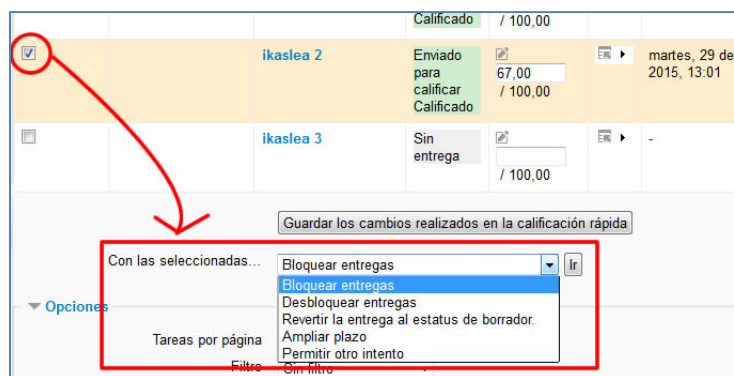 Calificado / 100,00
ikaslea 2 Enviado para calificar Calificado 67,00 / 100,00 martes, 29 de 2015, 13:01
ikaslea 3 Sin entrega / 100,00 -
Guardar los cambios realizados en la calificación rápida
Con las seleccionadas... Bloquear entregas Ir
Bloquear entregas
Desbloquear entregas
Revertir la entrega al estatus de borrador.
Ampliar plazo
Permitir otro intento
Opciones
Tareas por página
Filtro Sin filtro